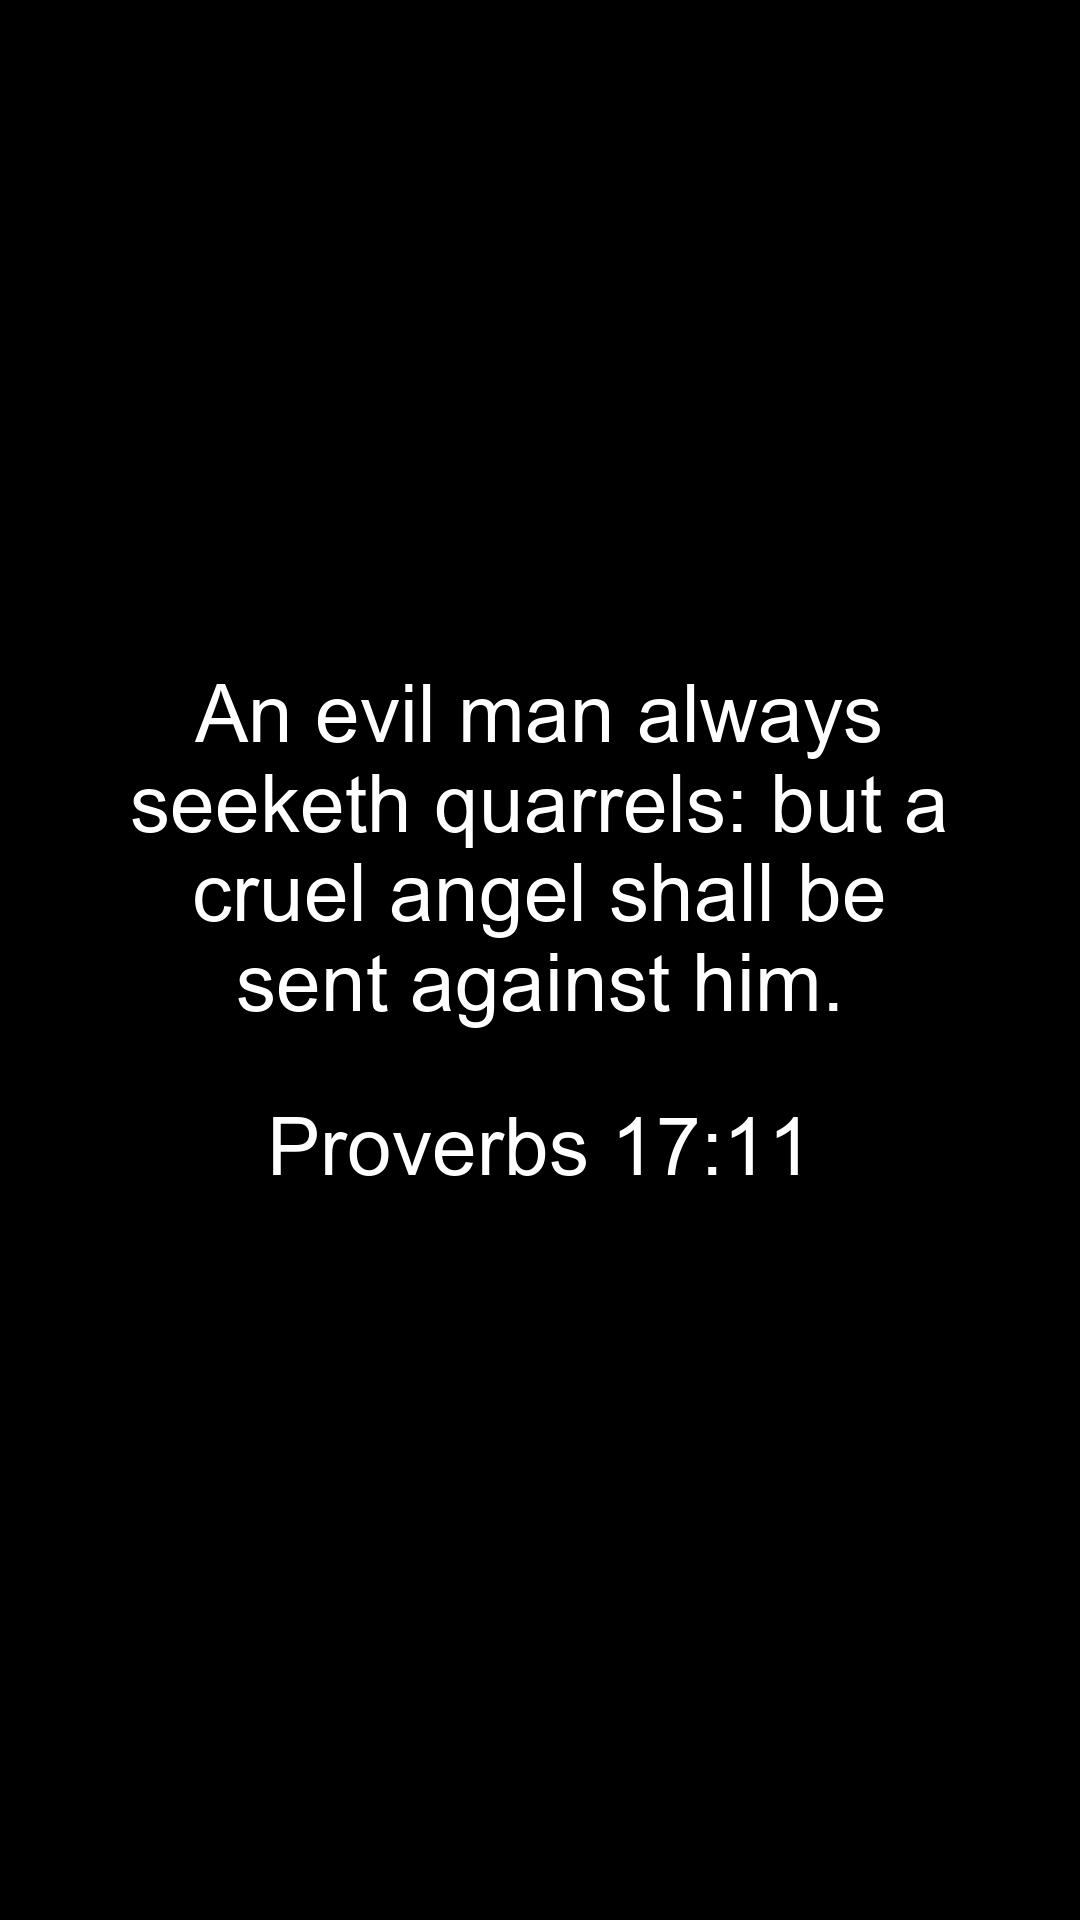 An evil man always
seeketh quarrels: but a
cruel angel shall be
sent against him.
Proverbs 17:11